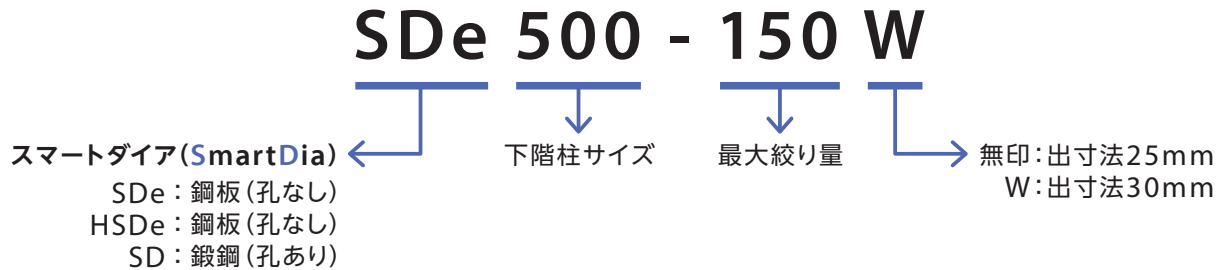 SDe 500 - 150 W
スマートダイア(SmartDia)
SDe：鋼板(孔なし)
HSDe：鋼板(孔なし)
SD：鍛鋼(孔あり)
下階柱サイズ
最大絞り量
無印：出寸法25mm
W：出寸法30mm